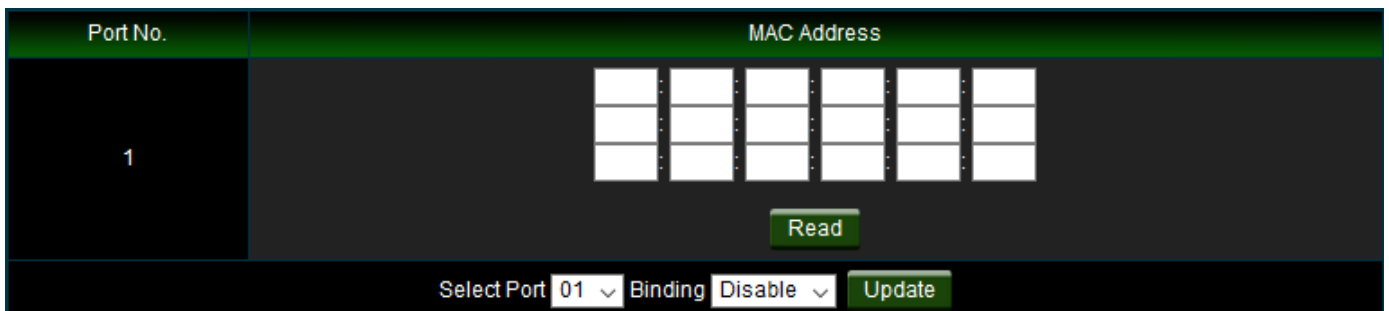 Port No. MAC Address
: : : : :
: : : : :
1
: : : : :
Read
Select Port 01 Binding Disable Update